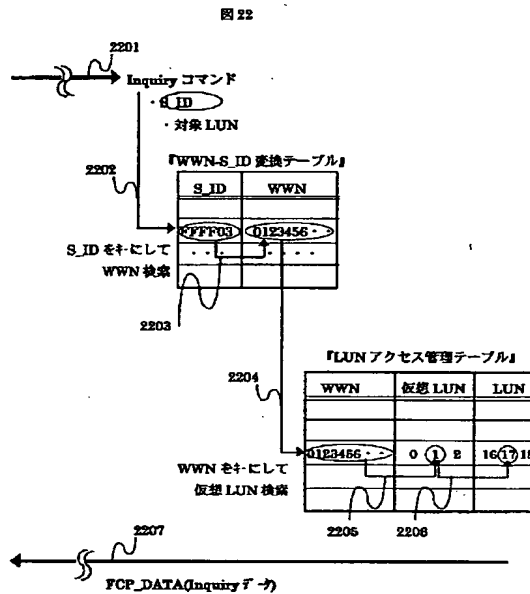 図 22
2201
Inquiry コマンド
・S_ID
・対象 LUN
2202
『WWN-S_ID 変換テーブル』
S_ID WWN
FFFF03 0123456・・
S_ID をキーにして
WWN 検索
2203
2204
『LUN アクセス管理テーブル』
WWN 仮想 LUN LUN
0123456・・ 0 1 2 16 17 18
WWN をキーにして
仮想 LUN 検索
2205 2206
2207
FCP_DATA(Inquiry データ)